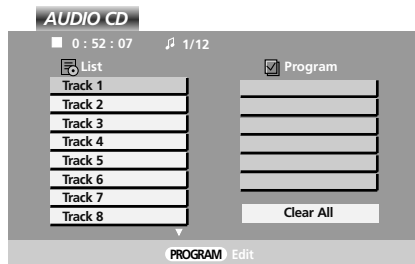 AUDIO CD
0 : 52 : 07 1/12
List
Track 1
Track 2
Track 3
Track 4
Track 5
Track 6
Track 7
Track 8
Program
Clear All
PROGRAM Edit